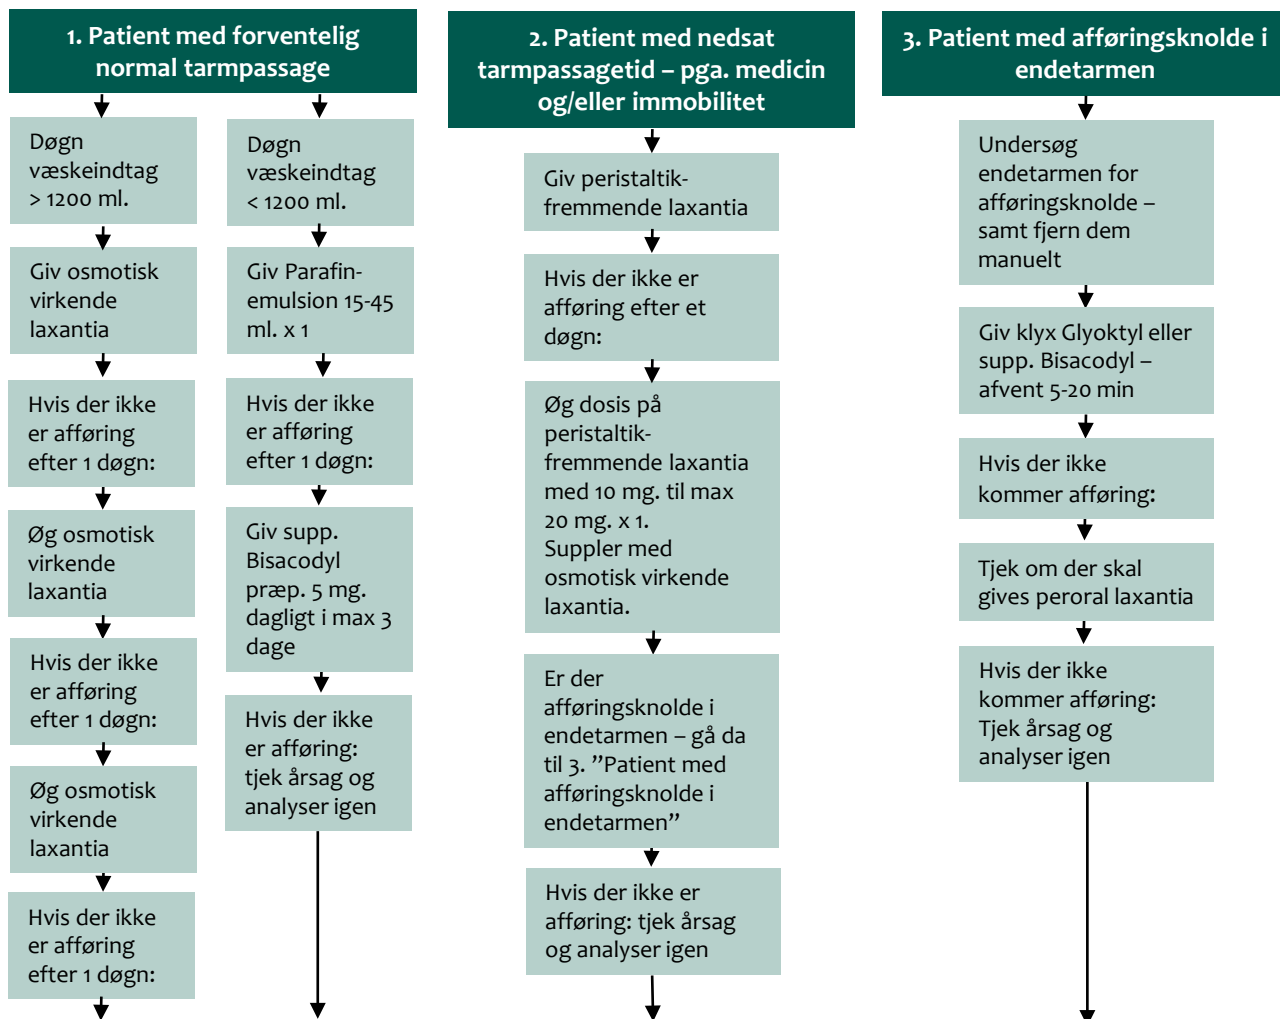 1. Patient med forventelig
normal tarmpassage
Døgn
væskeindtag
> 1200 ml.
Giv osmotisk
virkende
laxantia
Hvis der ikke
er afføring
efter 1 døgn:
Øg osmotisk
virkende
laxantia
Hvis der ikke
er afføring
efter 1 døgn:
Øg osmotisk
virkende
laxantia
Hvis der ikke
er afføring
efter 1 døgn:
Døgn
væskeindtag
< 1200 ml.
Giv Parafin-
emulsion 15-45
ml. x 1
Hvis der ikke
er afføring
efter 1 døgn:
Giv supp.
Bisacodyl
præp. 5 mg.
dagligt i max 3
dage
Hvis der ikke
er afføring:
tjek årsag og
analyser igen
2. Patient med nedsat
tarmpassagetid – pga. medicin
og/eller immobilitet
Giv peristaltik-
fremmende laxantia
Hvis der ikke er
afføring efter et
døgn:
Øg dosis på
peristaltik-
fremmende laxantia
med 10 mg. til max
20 mg. x 1.
Suppler med
osmotisk virkende
laxantia.
Er der
afføringsknolde i
endetarmen – gå da
til 3. ”Patient med
afføringsknolde i
endetarmen”
Hvis der ikke er
afføring: tjek årsag
og analyser igen
3. Patient med afføringsknolde i
endetarmen
Undersøg
endetarmen for
afføringsknolde –
samt fjern dem
manuelt
Giv klyx Glyoktyl eller
supp. Bisacodyl –
afvent 5-20 min
Hvis der ikke
kommer afføring:
Tjek om der skal
gives peroral laxantia
Hvis der ikke
kommer afføring:
Tjek årsag og
analyser igen